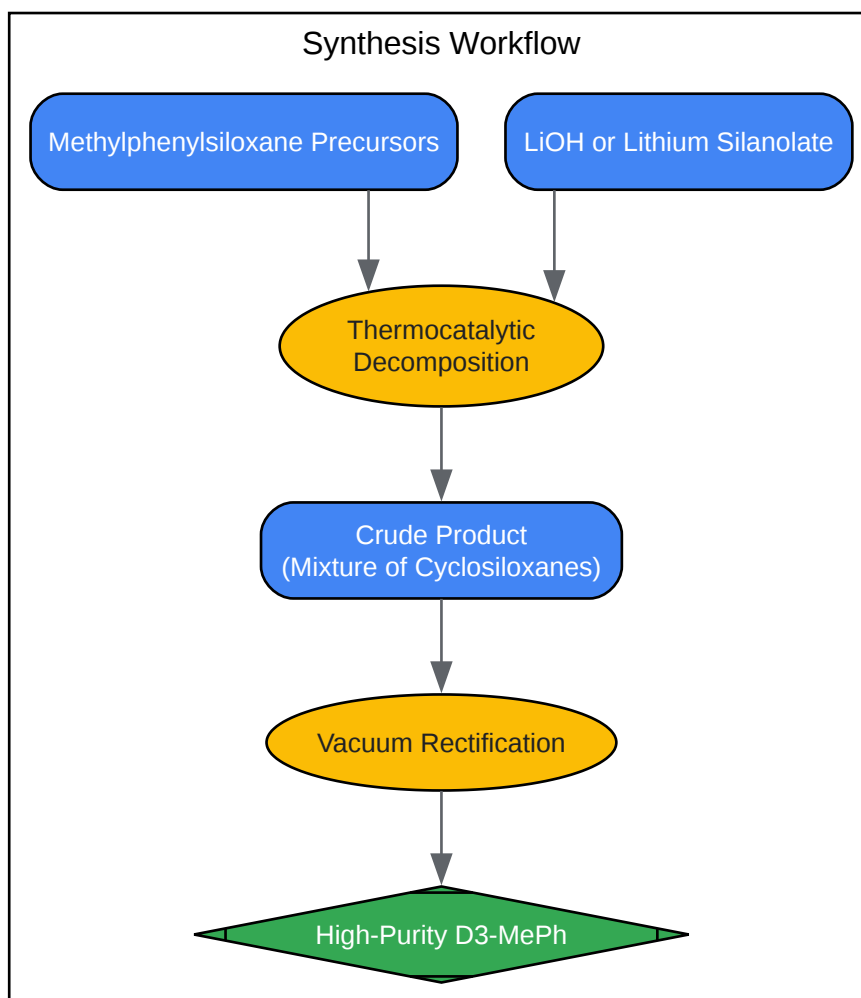 Synthesis Workflow
Methylphenylsiloxane Precursors
LiOH or Lithium Silanolate
Thermocatalytic
Decomposition
Crude Product
(Mixture of Cyclosiloxanes)
Vacuum Rectification
High-Purity D3-MePh